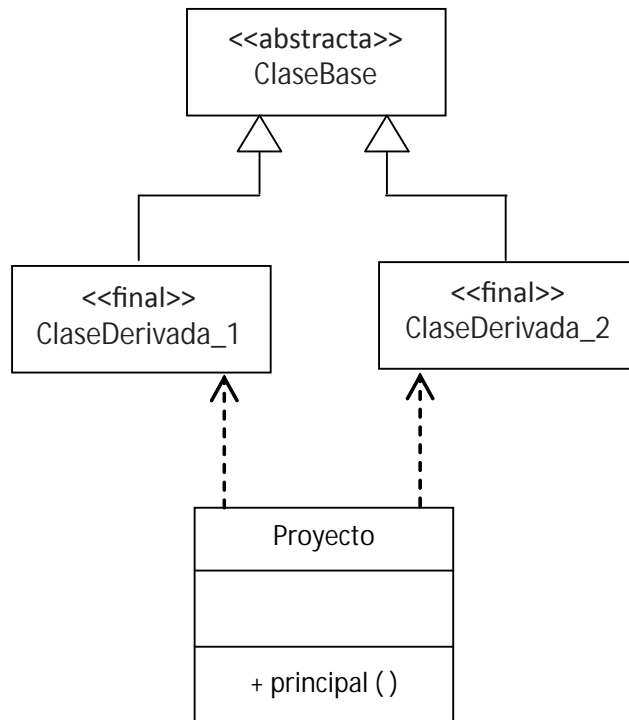 <<abstracta>>
ClaseBase
<<final>>
ClaseDerivada_1
<<final>>
ClaseDerivada_2
Proyecto
+ principal ( )